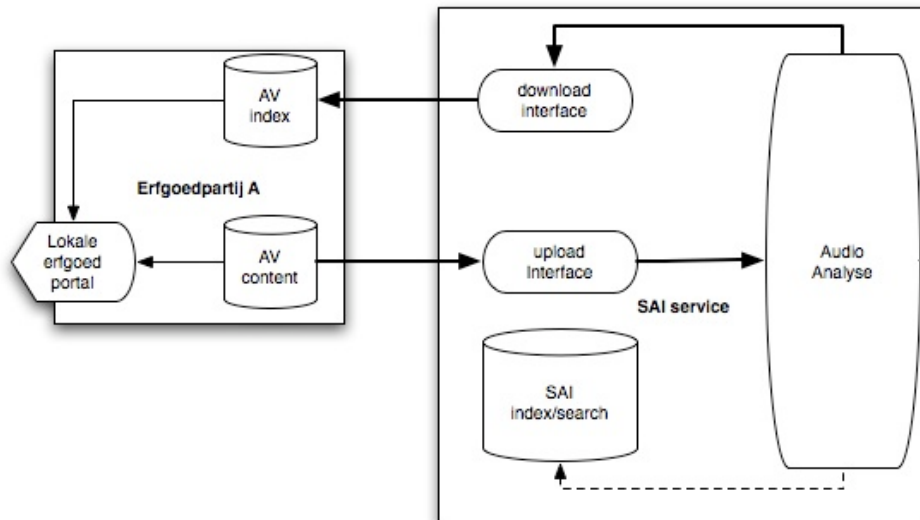 AV
index
download
interface
Erfgoedpartij A
Lokale
erfgoed
portal
AV
content
upload
Interface
Audio
Analyse
SAI service
SAI
index/search